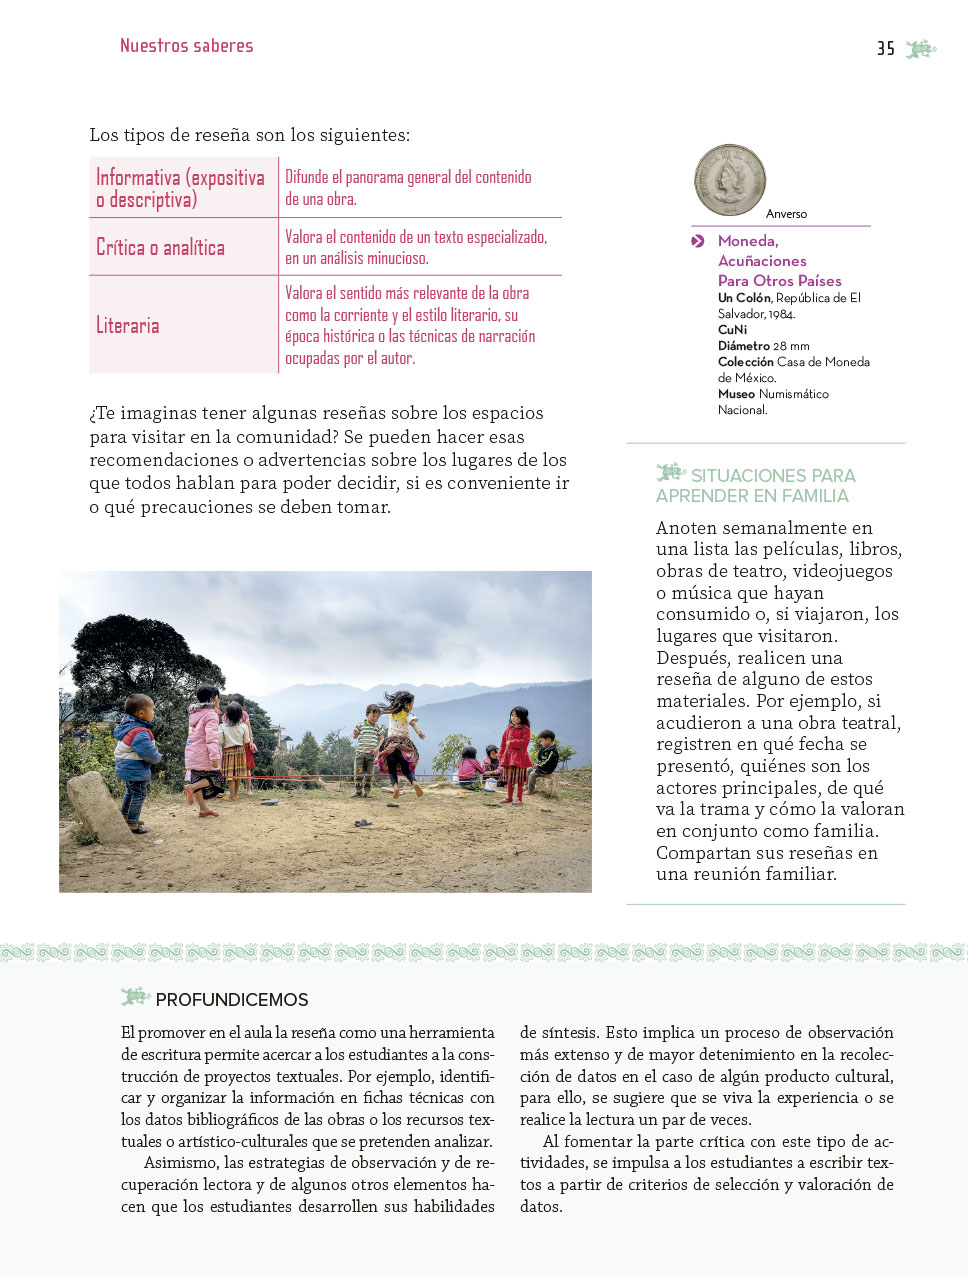 Nuestros saberes
35
Los tipos de reseña son los siguientes:
Informativa (expositiva
o descriptiva)
Difunde el panorama general del contenido
de una obra.
Crítica o analítica
Valora el contenido de un texto especializado,
en un análisis minucioso.
Literaria
Valora el sentido más relevante de la obra
como la corriente y el estilo literario, su
época histórica o las técnicas de narración
ocupadas por el autor.
¿Te imaginas tener algunas reseñas sobre los espacios
para visitar en la comunidad? Se pueden hacer esas
recomendaciones o advertencias sobre los lugares de los
que todos hablan para poder decidir, si es conveniente ir
o qué precauciones se deben tomar.
Anverso
Moneda,
Acuñaciones
Para Otros Países
Un Colón, República de El
Salvador, 1984.
CuNi
Diámetro 28 mm
Colección Casa de Moneda
de México.
Museo Numismático
Nacional.
SITUACIONES PARA
APRENDER EN FAMILIA
Anoten semanalmente en
una lista las películas, libros,
obras de teatro, videojuegos
o música que hayan
consumido o, si viajaron, los
lugares que visitaron.
Después, realicen una
reseña de alguno de estos
materiales. Por ejemplo, si
acudieron a una obra teatral,
registren en qué fecha se
presentó, quiénes son los
actores principales, de qué
va la trama y cómo la valoran
en conjunto como familia.
Compartan sus reseñas en
una reunión familiar.
PROFUNDICEMOS
El promover en el aula la reseña como una herramienta
de escritura permite acercar a los estudiantes a la cons-
trucción de proyectos textuales. Por ejemplo, identifi-
car y organizar la información en fichas técnicas con
los datos bibliográficos de las obras o los recursos tex-
tuales o artístico-culturales que se pretenden analizar.
Asimismo, las estrategias de observación y de re-
cuperación lectora y de algunos otros elementos ha-
cen que los estudiantes desarrollen sus habilidades
de síntesis. Esto implica un proceso de observación
más extenso y de mayor detenimiento en la recolec-
ción de datos en el caso de algún producto cultural,
para ello, se sugiere que se viva la experiencia o se
realice la lectura un par de veces.
Al fomentar la parte crítica con este tipo de ac-
tividades, se impulsa a los estudiantes a escribir tex-
tos a partir de criterios de selección y valoración de
datos.